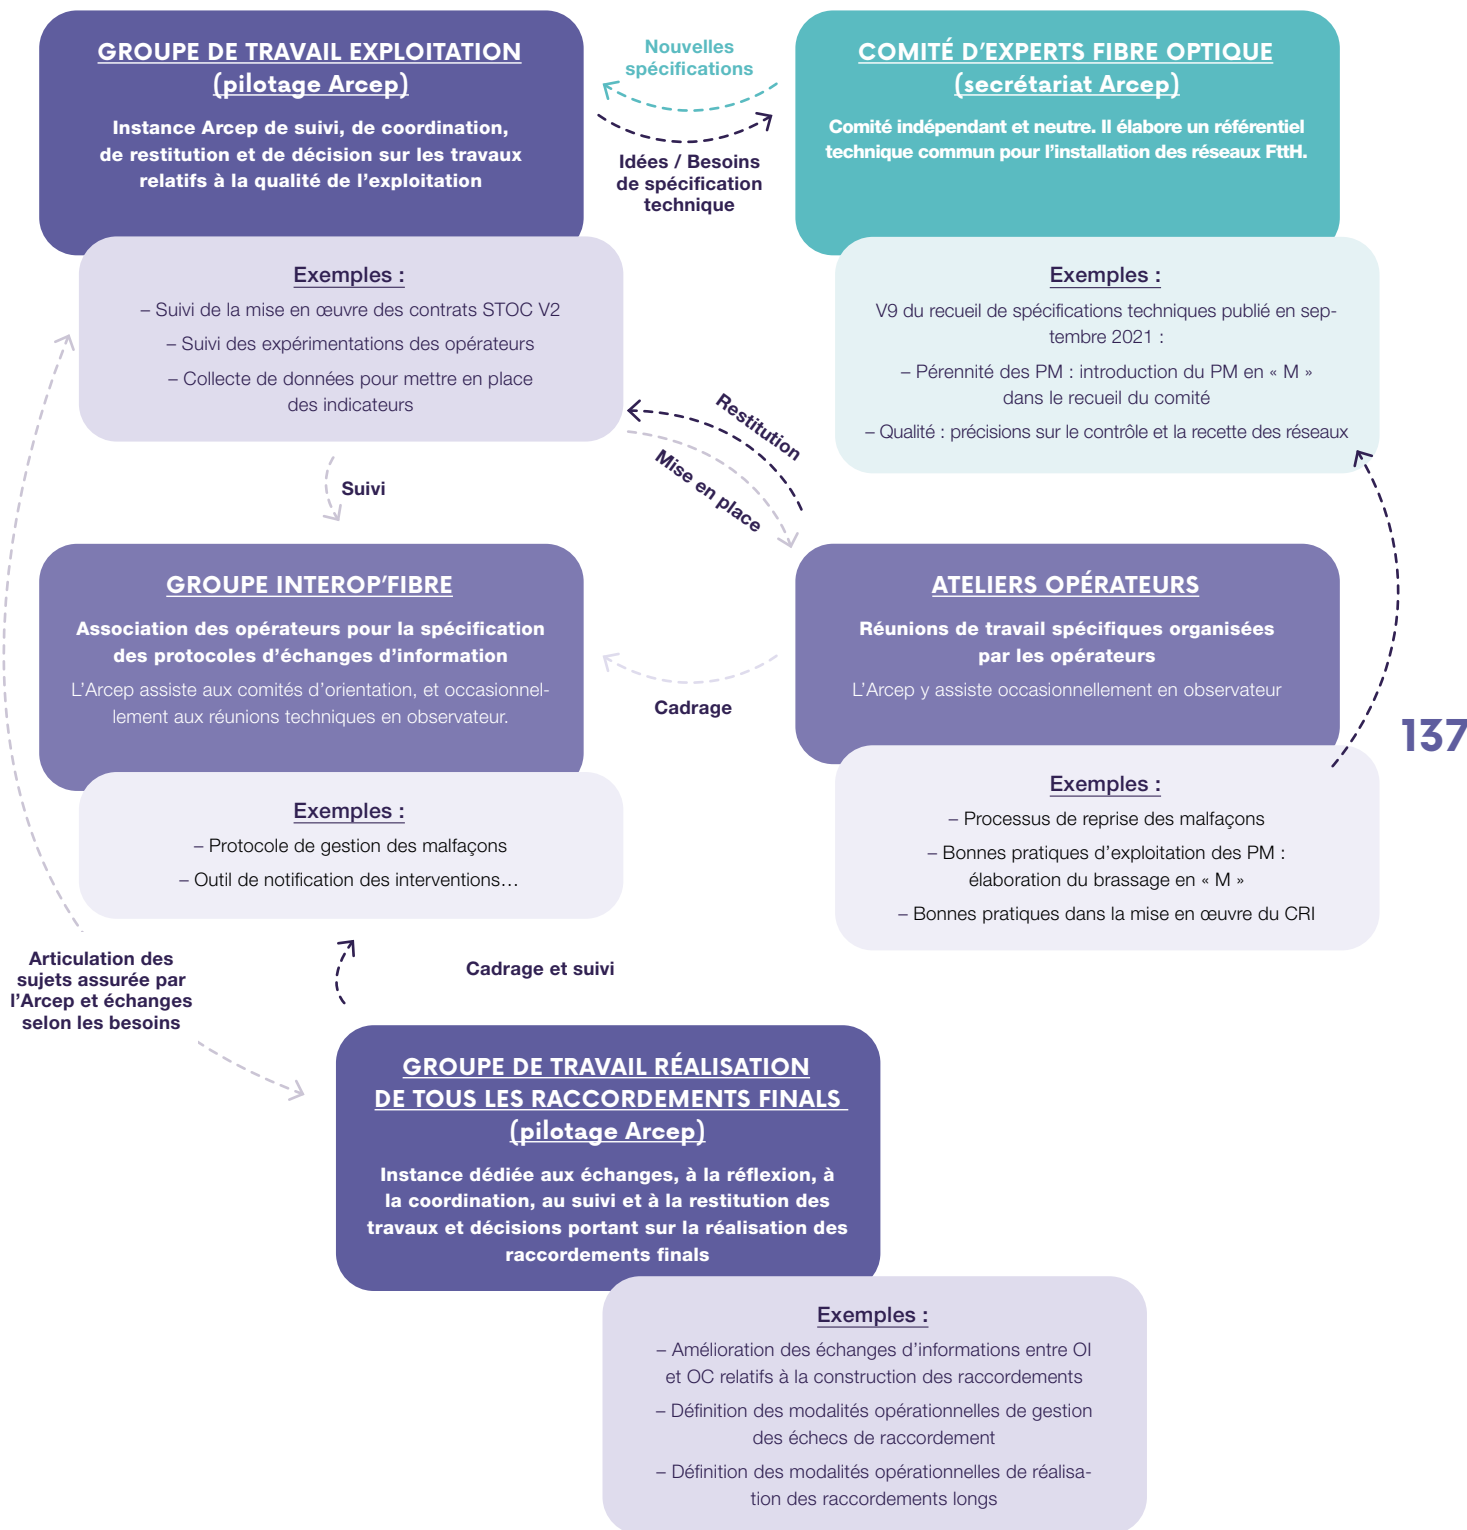 GROUPE DE TRAVAIL EXPLOITATION
(pilotage Arcep)
Instance Arcep de suivi, de coordination,
de restitution et de décision sur les travaux
relatifs à la qualité de l'exploitation
Exemples :
– Suivi de la mise en œuvre des contrats STOC V2
– Suivi des expérimentations des opérateurs
– Collecte de données pour mettre en place
des indicateurs
Nouvelles
spécifications
Idées / Besoins
de spécification
technique
COMITÉ D'EXPERTS FIBRE OPTIQUE
(secrétariat Arcep)
Comité indépendant et neutre. Il élabore un référentiel
technique commun pour l'installation des réseaux FttH.
Exemples :
V9 du recueil de spécifications techniques publié en sep-
tembre 2021 :
– Pérennité des PM : introduction du PM en « M »
dans le recueil du comité
– Qualité : précisions sur le contrôle et la recette des réseaux
Restitution
Mise en place
Suivi
GROUPE INTEROP'FIBRE
Association des opérateurs pour la spécification
des protocoles d'échanges d'information
L'Arcep assiste aux comités d'orientation, et occasionnel-
lement aux réunions techniques en observateur.
Exemples :
– Protocole de gestion des malfaçons
– Outil de notification des interventions…
Cadrage
ATELIERS OPÉRATEURS
Réunions de travail spécifiques organisées
par les opérateurs
L'Arcep y assiste occasionnellement en observateur
Exemples :
– Processus de reprise des malfaçons
– Bonnes pratiques d'exploitation des PM :
élaboration du brassage en « M »
– Bonnes pratiques dans la mise en œuvre du CRI
137
Articulation des
sujets assurée par
l'Arcep et échanges
selon les besoins
Cadrage et suivi
GROUPE DE TRAVAIL RÉALISATION
DE TOUS LES RACCORDEMENTS FINALS
(pilotage Arcep)
Instance dédiée aux échanges, à la réflexion, à
la coordination, au suivi et à la restitution des
travaux et décisions portant sur la réalisation des
raccordements finals
Exemples :
– Amélioration des échanges d'informations entre OI
et OC relatifs à la construction des raccordements
– Définition des modalités opérationnelles de gestion
des échecs de raccordement
– Définition des modalités opérationnelles de réalisa-
tion des raccordements longs